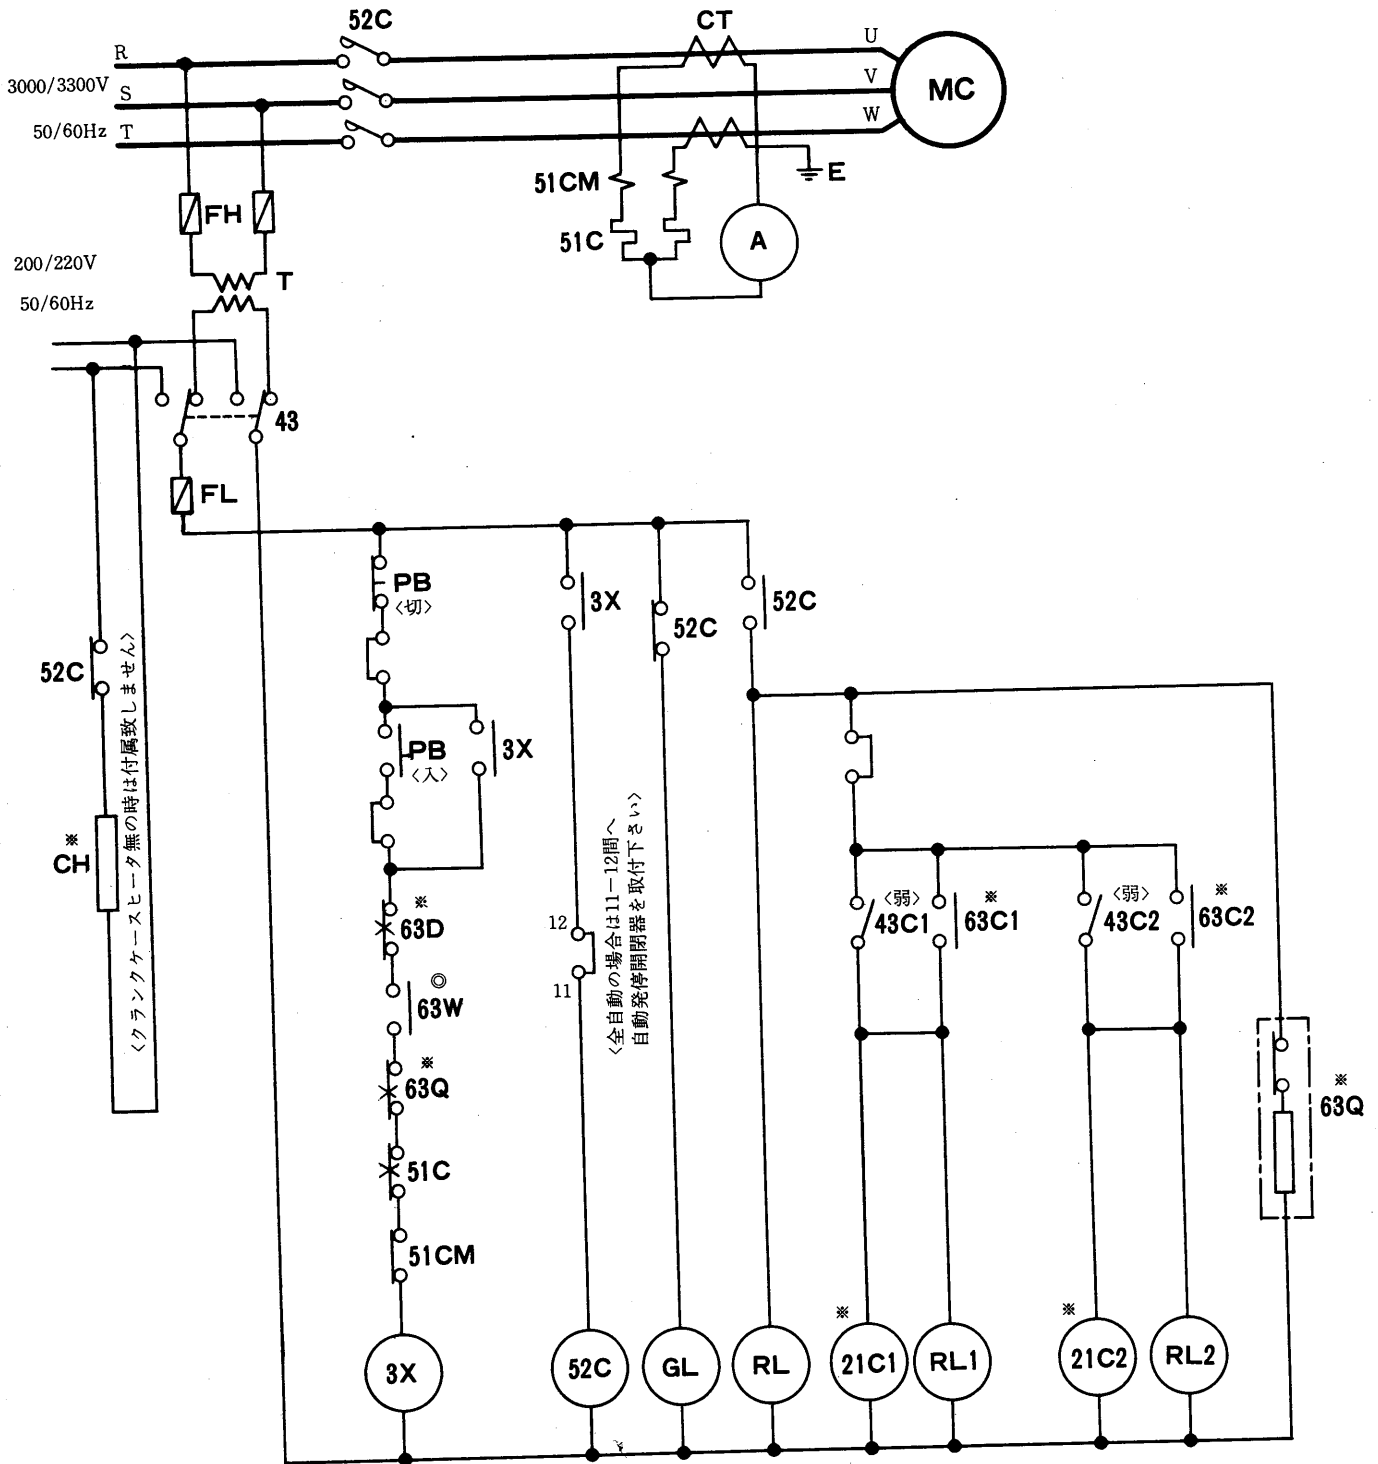 52C
CT
R
U
3000/3300V
S
V
MC
50/60Hz
T
W
51CM
E
FH
51C
A
200/220V
T
50/60Hz
43
FL
PB
〈切〉
3X
52C
52C
52C
〈クランクケースヒータ無の時は付属致しません〉
PB
〈入〉
3X
※
CH
〈全自動の場合は11−12間へ
自動発停開閉器を取付下さい〉
※
63D
12
11
〈弱〉
43C1
※
63C1
〈弱〉
43C2
※
63C2
◎
63W
※
63Q
※
63Q
51C
51CM
3X
52C
GL
RL
※
21C1
RL1
※
21C2
RL2